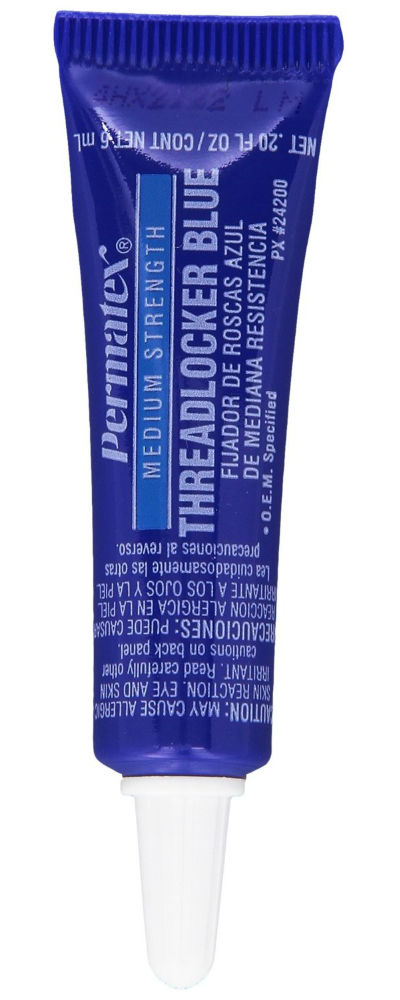 4HX2122 LM
NET .20 FL OZ/CONT NET 6 mL
Permatex®
MEDIUM STRENGTH
THREADLOCKER BLUE
FIJADOR DE ROSCAS AZUL
DE MEDIANA RESISTENCIA
• O.E.M. Specified
PX #24200
CAUTION: MAY CAUSE ALLERGIC
SKIN REACTION. EYE AND SKIN
IRRITANT. Read carefully other
cautions on back panel.
PRECAUCIONES: PUEDE CAUSAR
REACCION ALERGICA EN LA PIEL.
IRRITANTE A LOS OJOS Y LA PIEL.
Lea cuidadosamente las otras
precauciones al reverso.